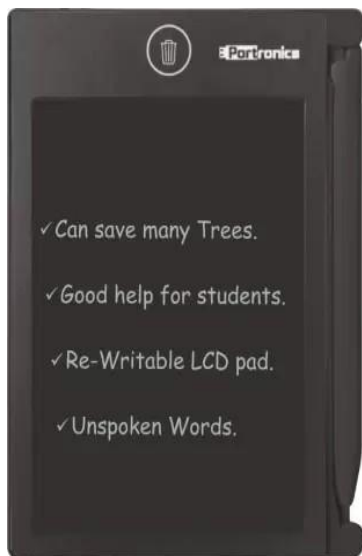 Portronics
✓Can save many Trees.
✓Good help for students.
✓Re-Writable LCD pad.
✓Unspoken Words.